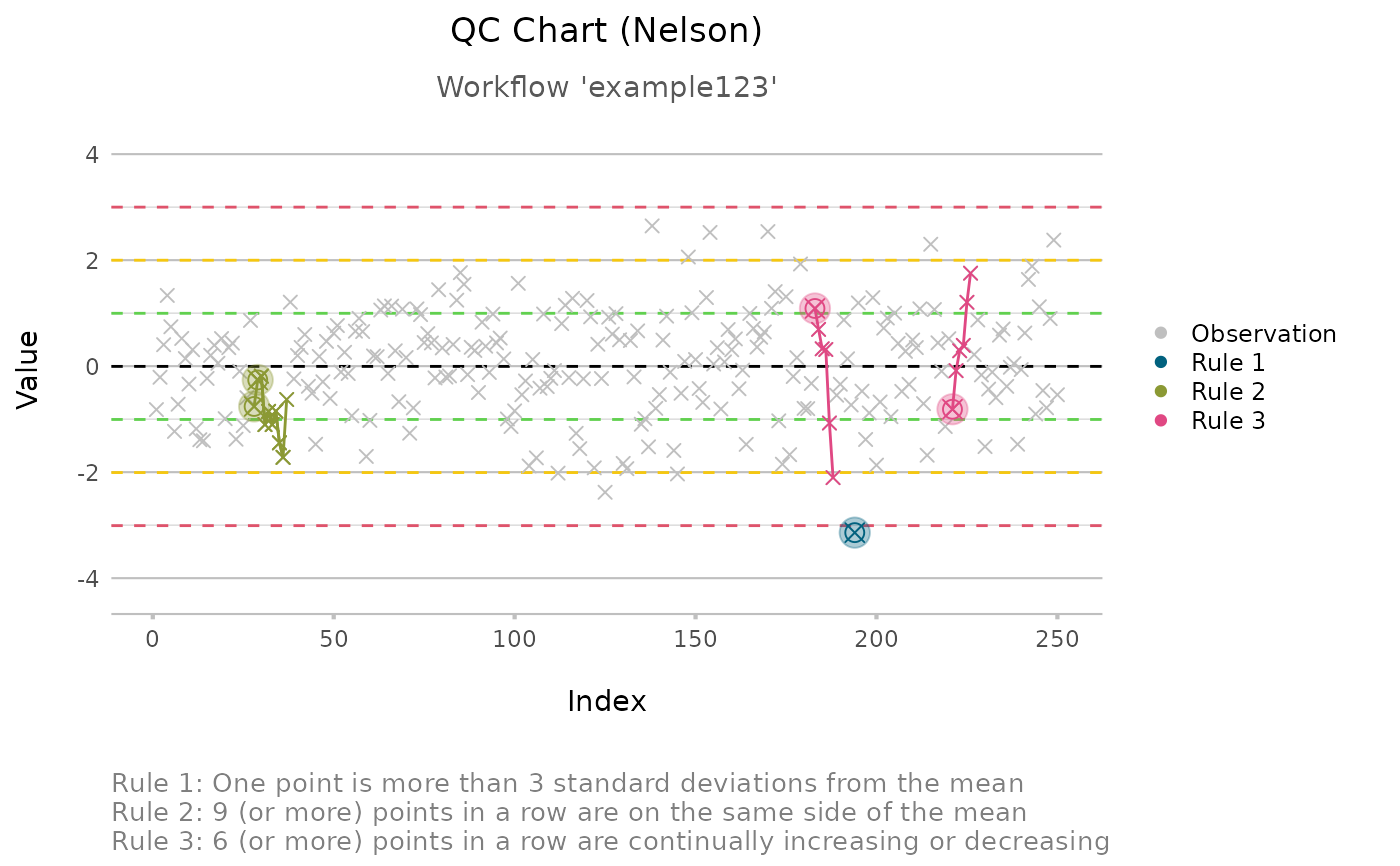 QC Chart (Nelson)
Workflow 'example123'
4
2
0
-2
-4
Value
0 50 100 150 200 250
Index
Observation
Rule 1
Rule 2
Rule 3
Rule 1: One point is more than 3 standard deviations from the mean
Rule 2: 9 (or more) points in a row are on the same side of the mean
Rule 3: 6 (or more) points in a row are continually increasing or decreasing